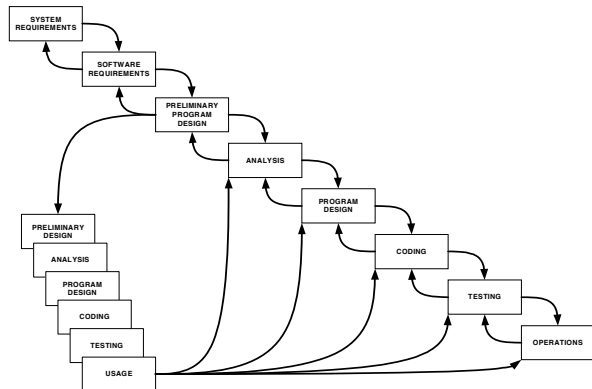 SYSTEM
REQUIREMENTS
SOFTWARE
REQUIREMENTS
PRELIMINARY
PROGRAM
DESIGN
ANALYSIS
PROGRAM
DESIGN
CODING
TESTING
OPERATIONS
PRELIMINARY
DESIGN
ANALYSIS
PROGRAM
DESIGN
CODING
TESTING
USAGE